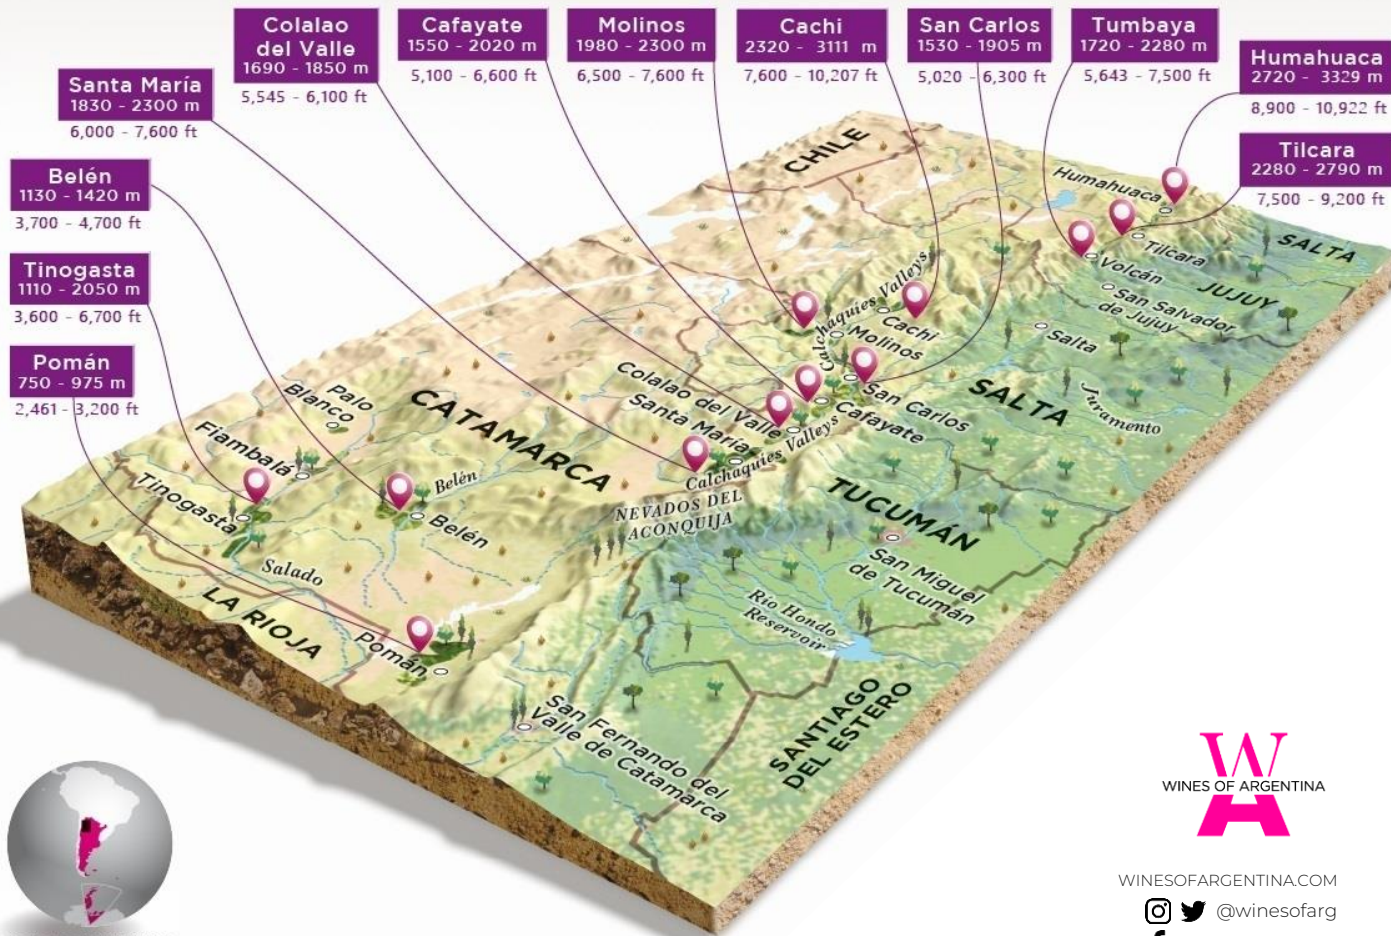 Colalao
del Valle
1690 - 1850 m
5,545 - 6,100 ft
Cafayate
1550 - 2020 m
5,100 - 6,600 ft
Molinos
1980 - 2300 m
6,500 - 7,600 ft
Cachi
2320 - 3111 m
7,600 - 10,207 ft
San Carlos
1530 - 1905 m
5,020 - 6,300 ft
Tumbaya
1720 - 2280 m
5,643 - 7,500 ft
Humahuaca
2720 - 3329 m
8,900 - 10,922 ft
Santa María
1830 - 2300 m
6,000 - 7,600 ft
Tilcara
2280 - 2790 m
7,500 - 9,200 ft
Belén
1130 - 1420 m
3,700 - 4,700 ft
Tinogasta
1110 - 2050 m
3,600 - 6,700 ft
Pomán
750 - 975 m
2,461 - 3,200 ft
CHILE
Humahuaca
Tilcara
SALTA
Volcán
JUJUY
San Salvador
de Jujuy
Calchaquíes Valleys
Cachi
Molinos
Salta
San Carlos
SALTA
Juramento
Colalao del Valle
Cafayate
Santa María
Calchaquíes Valleys
CATAMARCA
Palo
Blanco
Fiambalá
Tinogasta
Belén
Belén
NEVADOS DEL
ACONQUIJA
TUCUMÁN
San Miguel
de Tucumán
Salado
LA RIOJA
Pomán
Rio Hondo
Reservoir
San Fernando del
Valle de Catamarca
SANTIAGO
DEL ESTERO
WA
WINES OF ARGENTINA
WINESOFARGENTINA.COM
@winesofarg